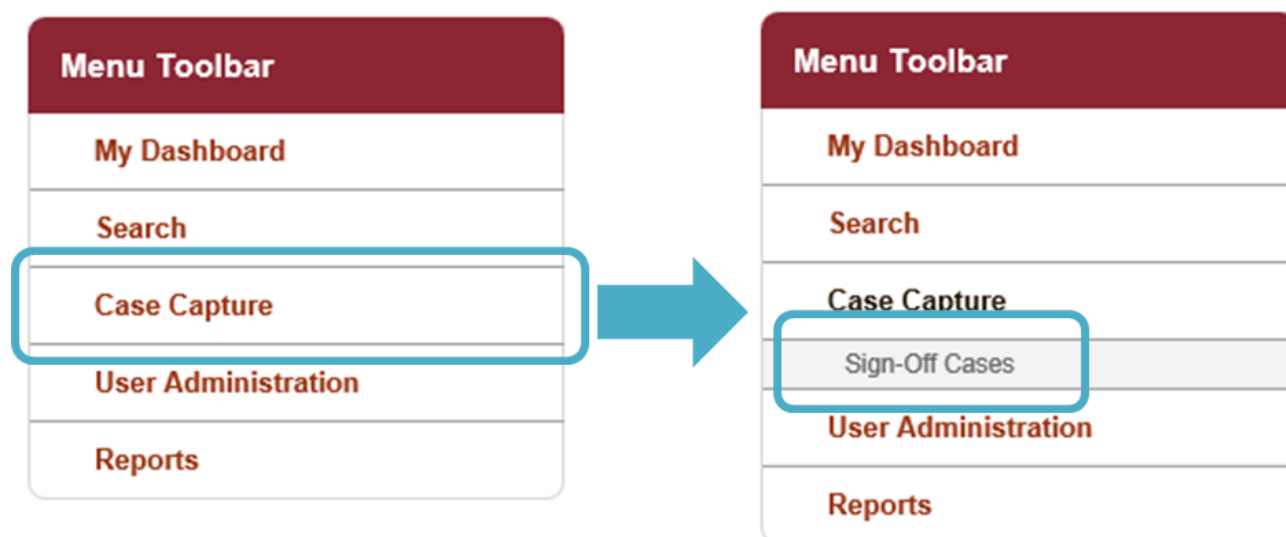 Menu Toolbar
My Dashboard
Search
Case Capture
User Administration
Reports
Menu Toolbar
My Dashboard
Search
Case Capture
Sign-Off Cases
User Administration
Reports